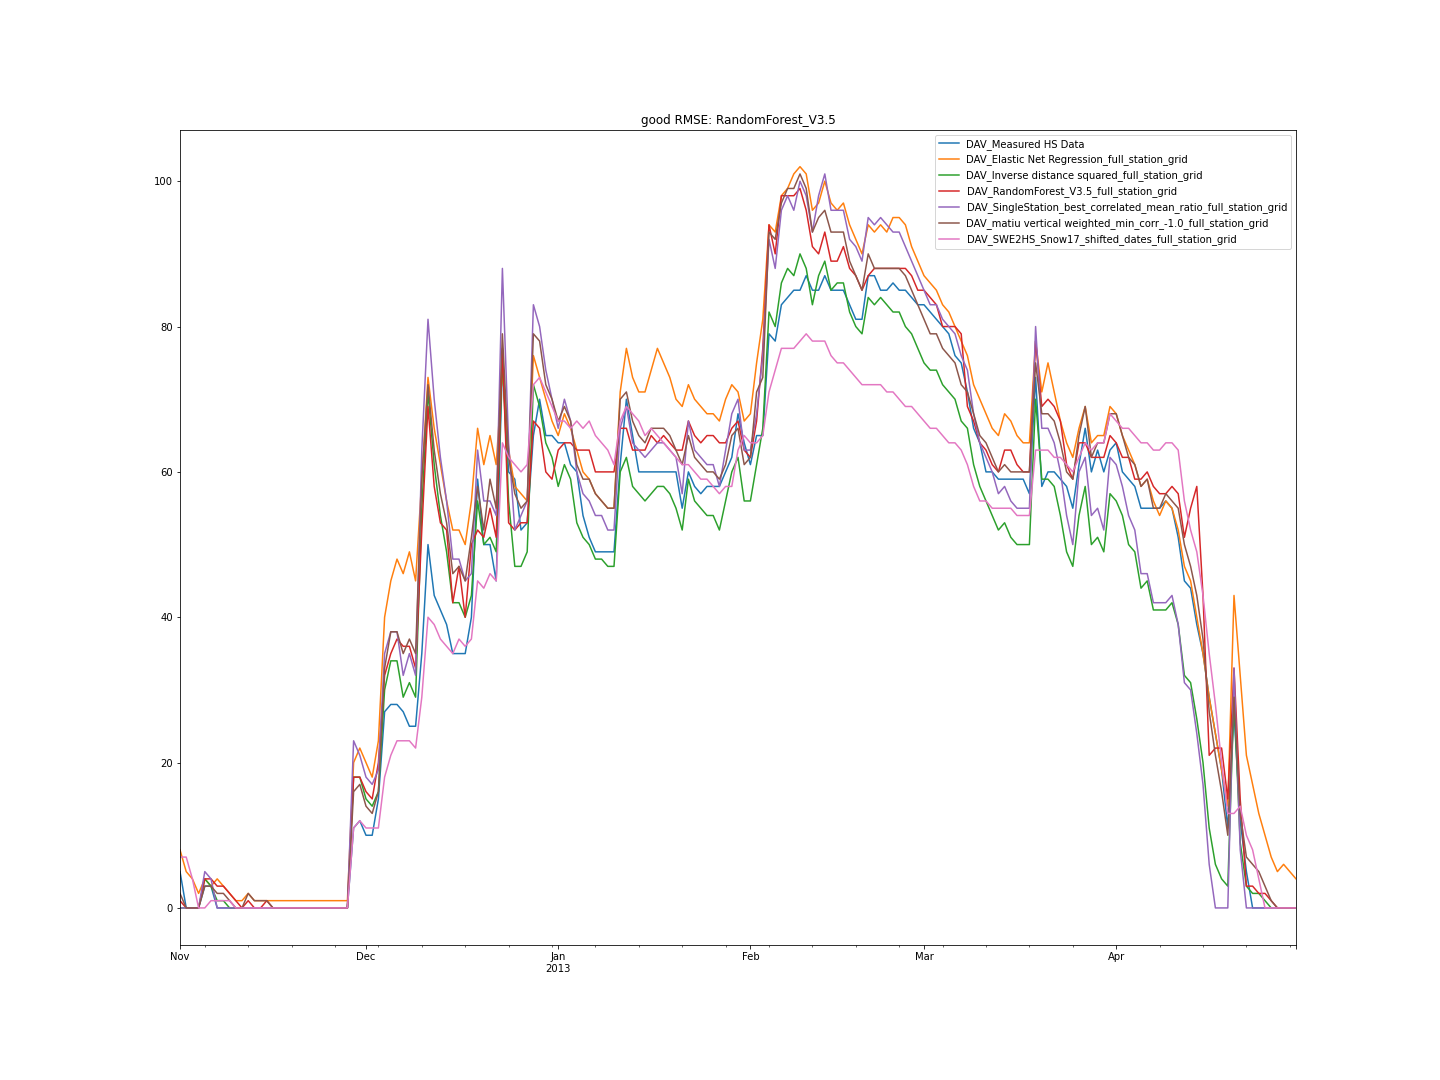 good RMSE: RandomForest_V3.5
DAV_Measured HS Data
DAV_Elastic Net Regression_full_station_grid
DAV_Inverse distance squared_full_station_grid
DAV_RandomForest_V3.5_full_station_grid
DAV_SingleStation_best_correlated_mean_ratio_full_station_grid
DAV_matiu vertical weighted_min_corr_-1.0_full_station_grid
DAV_SWE2HS_Snow17_shifted_dates_full_station_grid
100
80
60
40
20
0
Nov Dec Jan Feb Mar Apr
2013